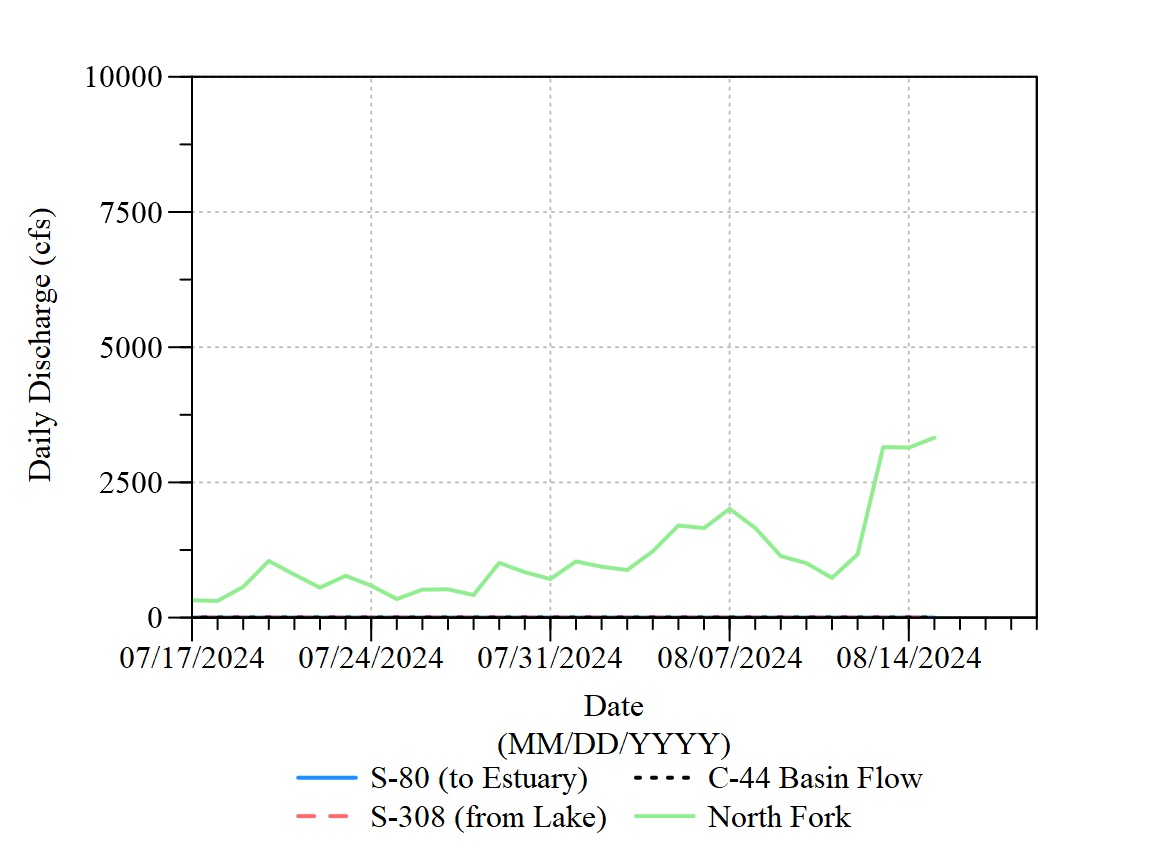 10000
7500
5000
2500
0
Daily Discharge (cfs)
07/17/2024 07/24/2024 07/31/2024 08/07/2024 08/14/2024
Date
(MM/DD/YYYY)
S-80 (to Estuary) C-44 Basin Flow
S-308 (from Lake) North Fork